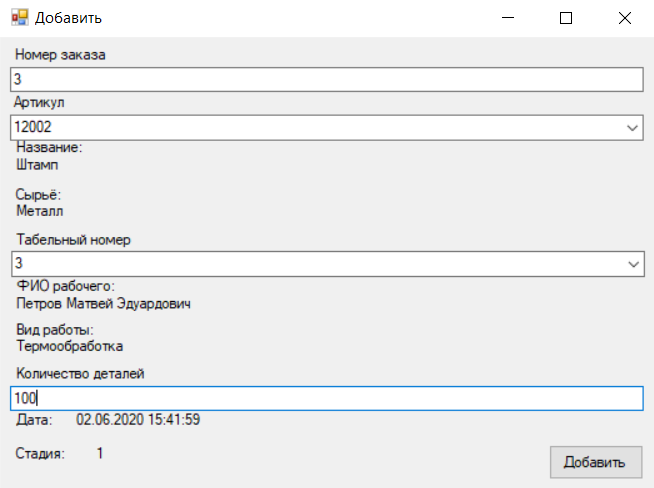 Добавить
Номер заказа
3
Артикул
12002
Название:
Штамп
Сырьё:
Металл
Табельный номер
3
ФИО рабочего:
Петров Матвей Эдуардович
Вид работы:
Термообработка
Количество деталей
100
Дата: 02.06.2020 15:41:59
Стадия: 1
Добавить